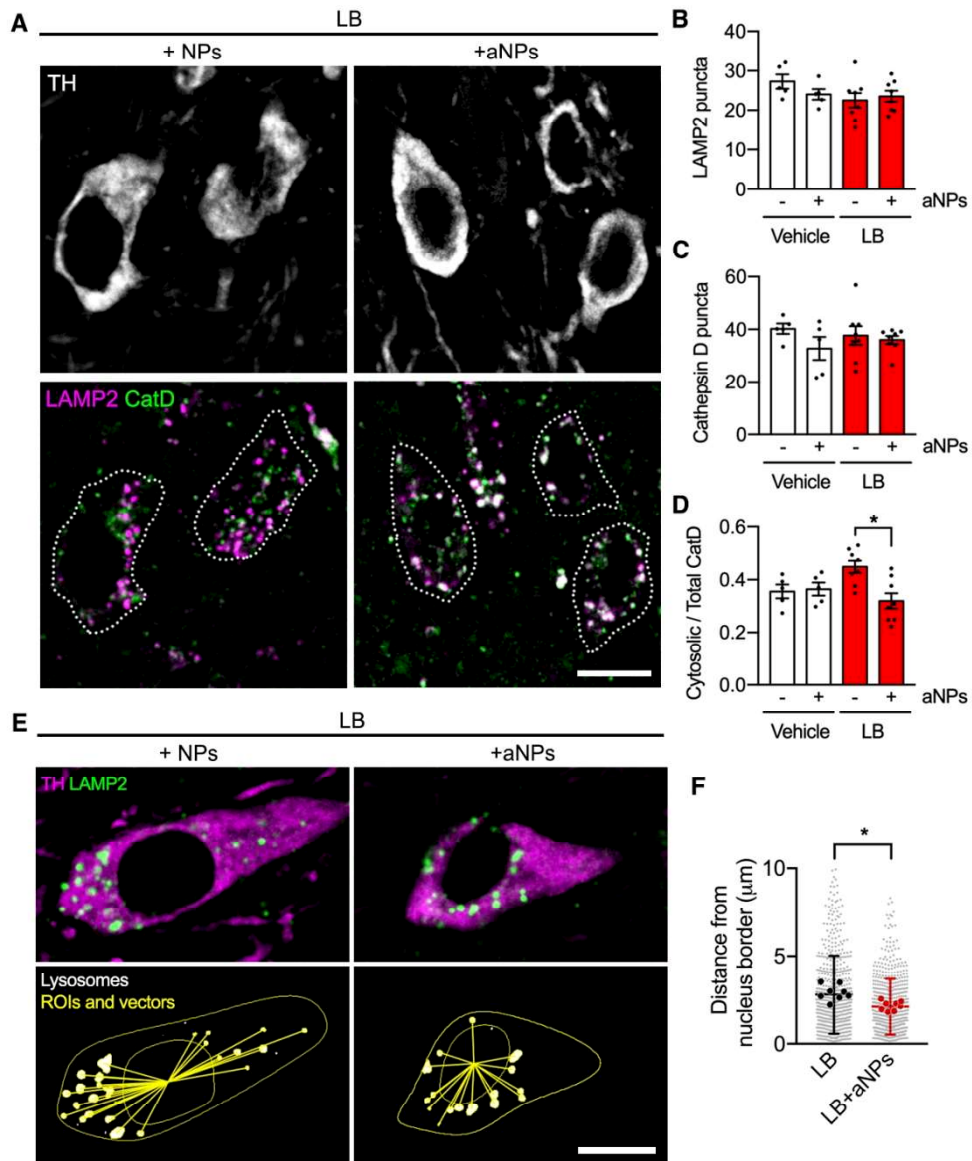 A
LB
+ NPs
+aNPs
TH
LAMP2 CatD
B
LAMP2 puncta
40
30
20
10
0
- + - + aNPs
Vehicle LB
C
Cathepsin D puncta
60
40
20
0
- + - + aNPs
Vehicle LB
D
Cytosolic / Total CatD
0.6
0.4
0.2
0.0
*
- + - + aNPs
Vehicle LB
E
LB
+ NPs
+aNPs
TH LAMP2
Lysosomes
ROIs and vectors
F
Distance from
nucleus border (μm)
10
5
0
*
LB
LB+aNPs